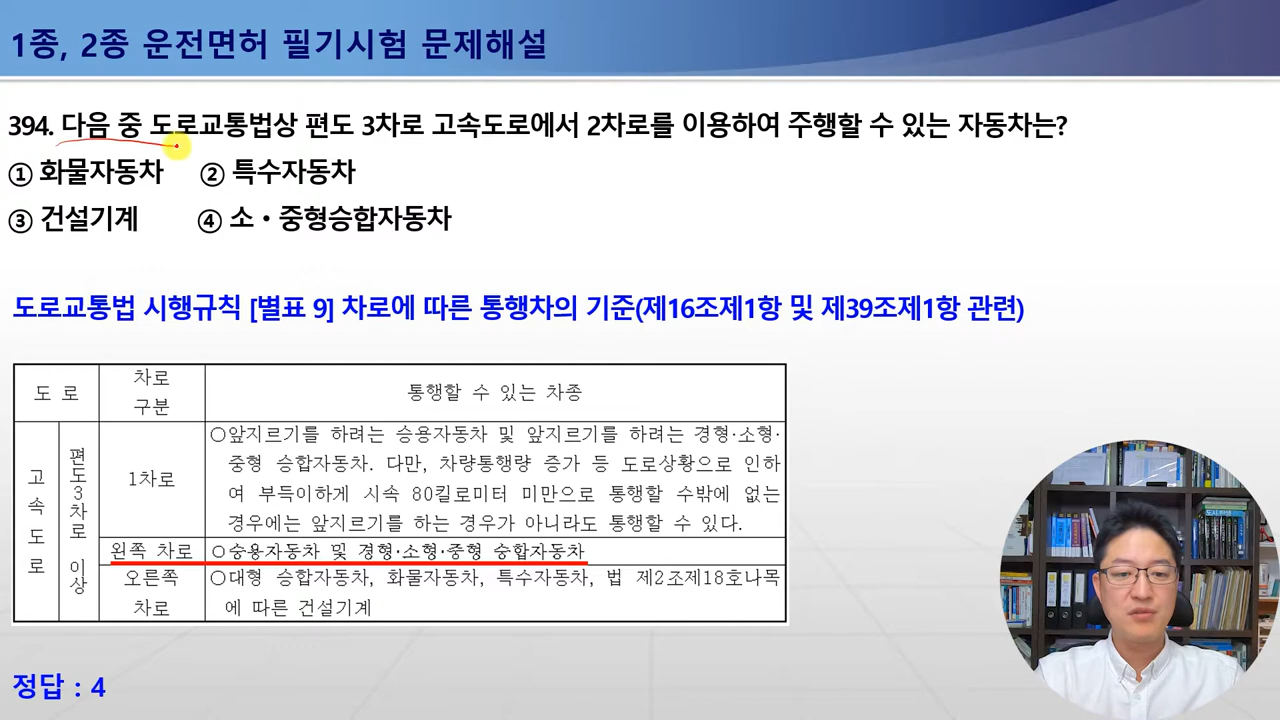 1종, 2종 운전면허 필기시험 문제해설
394. 다음 중 도로교통법상 편도 3차로 고속도로에서 2차로를 이용하여 주행할 수 있는 자동차는?
① 화물자동차 ② 특수자동차
③ 건설기계 ④ 소・중형승합자동차
도로교통법 시행규칙 [별표 9] 차로에 따른 통행차의 기준(제16조제1항 및 제39조제1항 관련)
도 로
차로
구분
통행할 수 있는 차종
고속도로
편도3차로 이상
1차로
○앞지르기를 하려는 승용자동차 및 앞지르기를 하려는 경형·소형·
중형 승합자동차. 다만, 차량통행량 증가 등 도로상황으로 인하
여 부득이하게 시속 80킬로미터 미만으로 통행할 수밖에 없는
경우에는 앞지르기를 하는 경우가 아니라도 통행할 수 있다.
왼쪽 차로
○승용자동차 및 경형·소형·중형 승합자동차
오른쪽
차로
○대형 승합자동차, 화물자동차, 특수자동차, 법 제2조제18호나목
에 따른 건설기계
정답 : 4